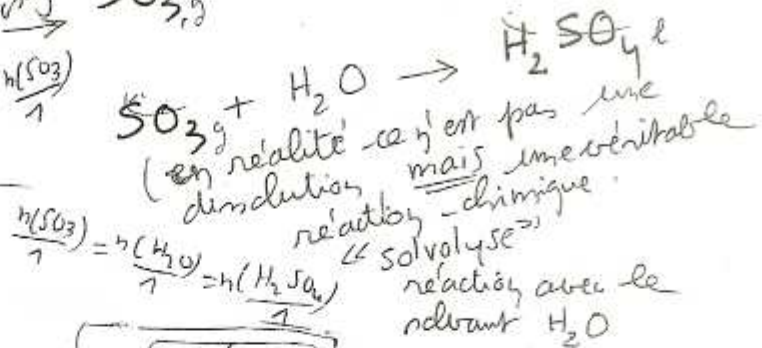 SO3,g
n(SO3)/1
SO3 g + H2O → H2SO4 l
(en réalité ce n'est pas une
dissolution mais une véritable
réaction chimique.
n(SO3)/1 = n(H2O)/1 = n(H2SO4)/1
« solvolyse »
réaction avec le
solvant H2O